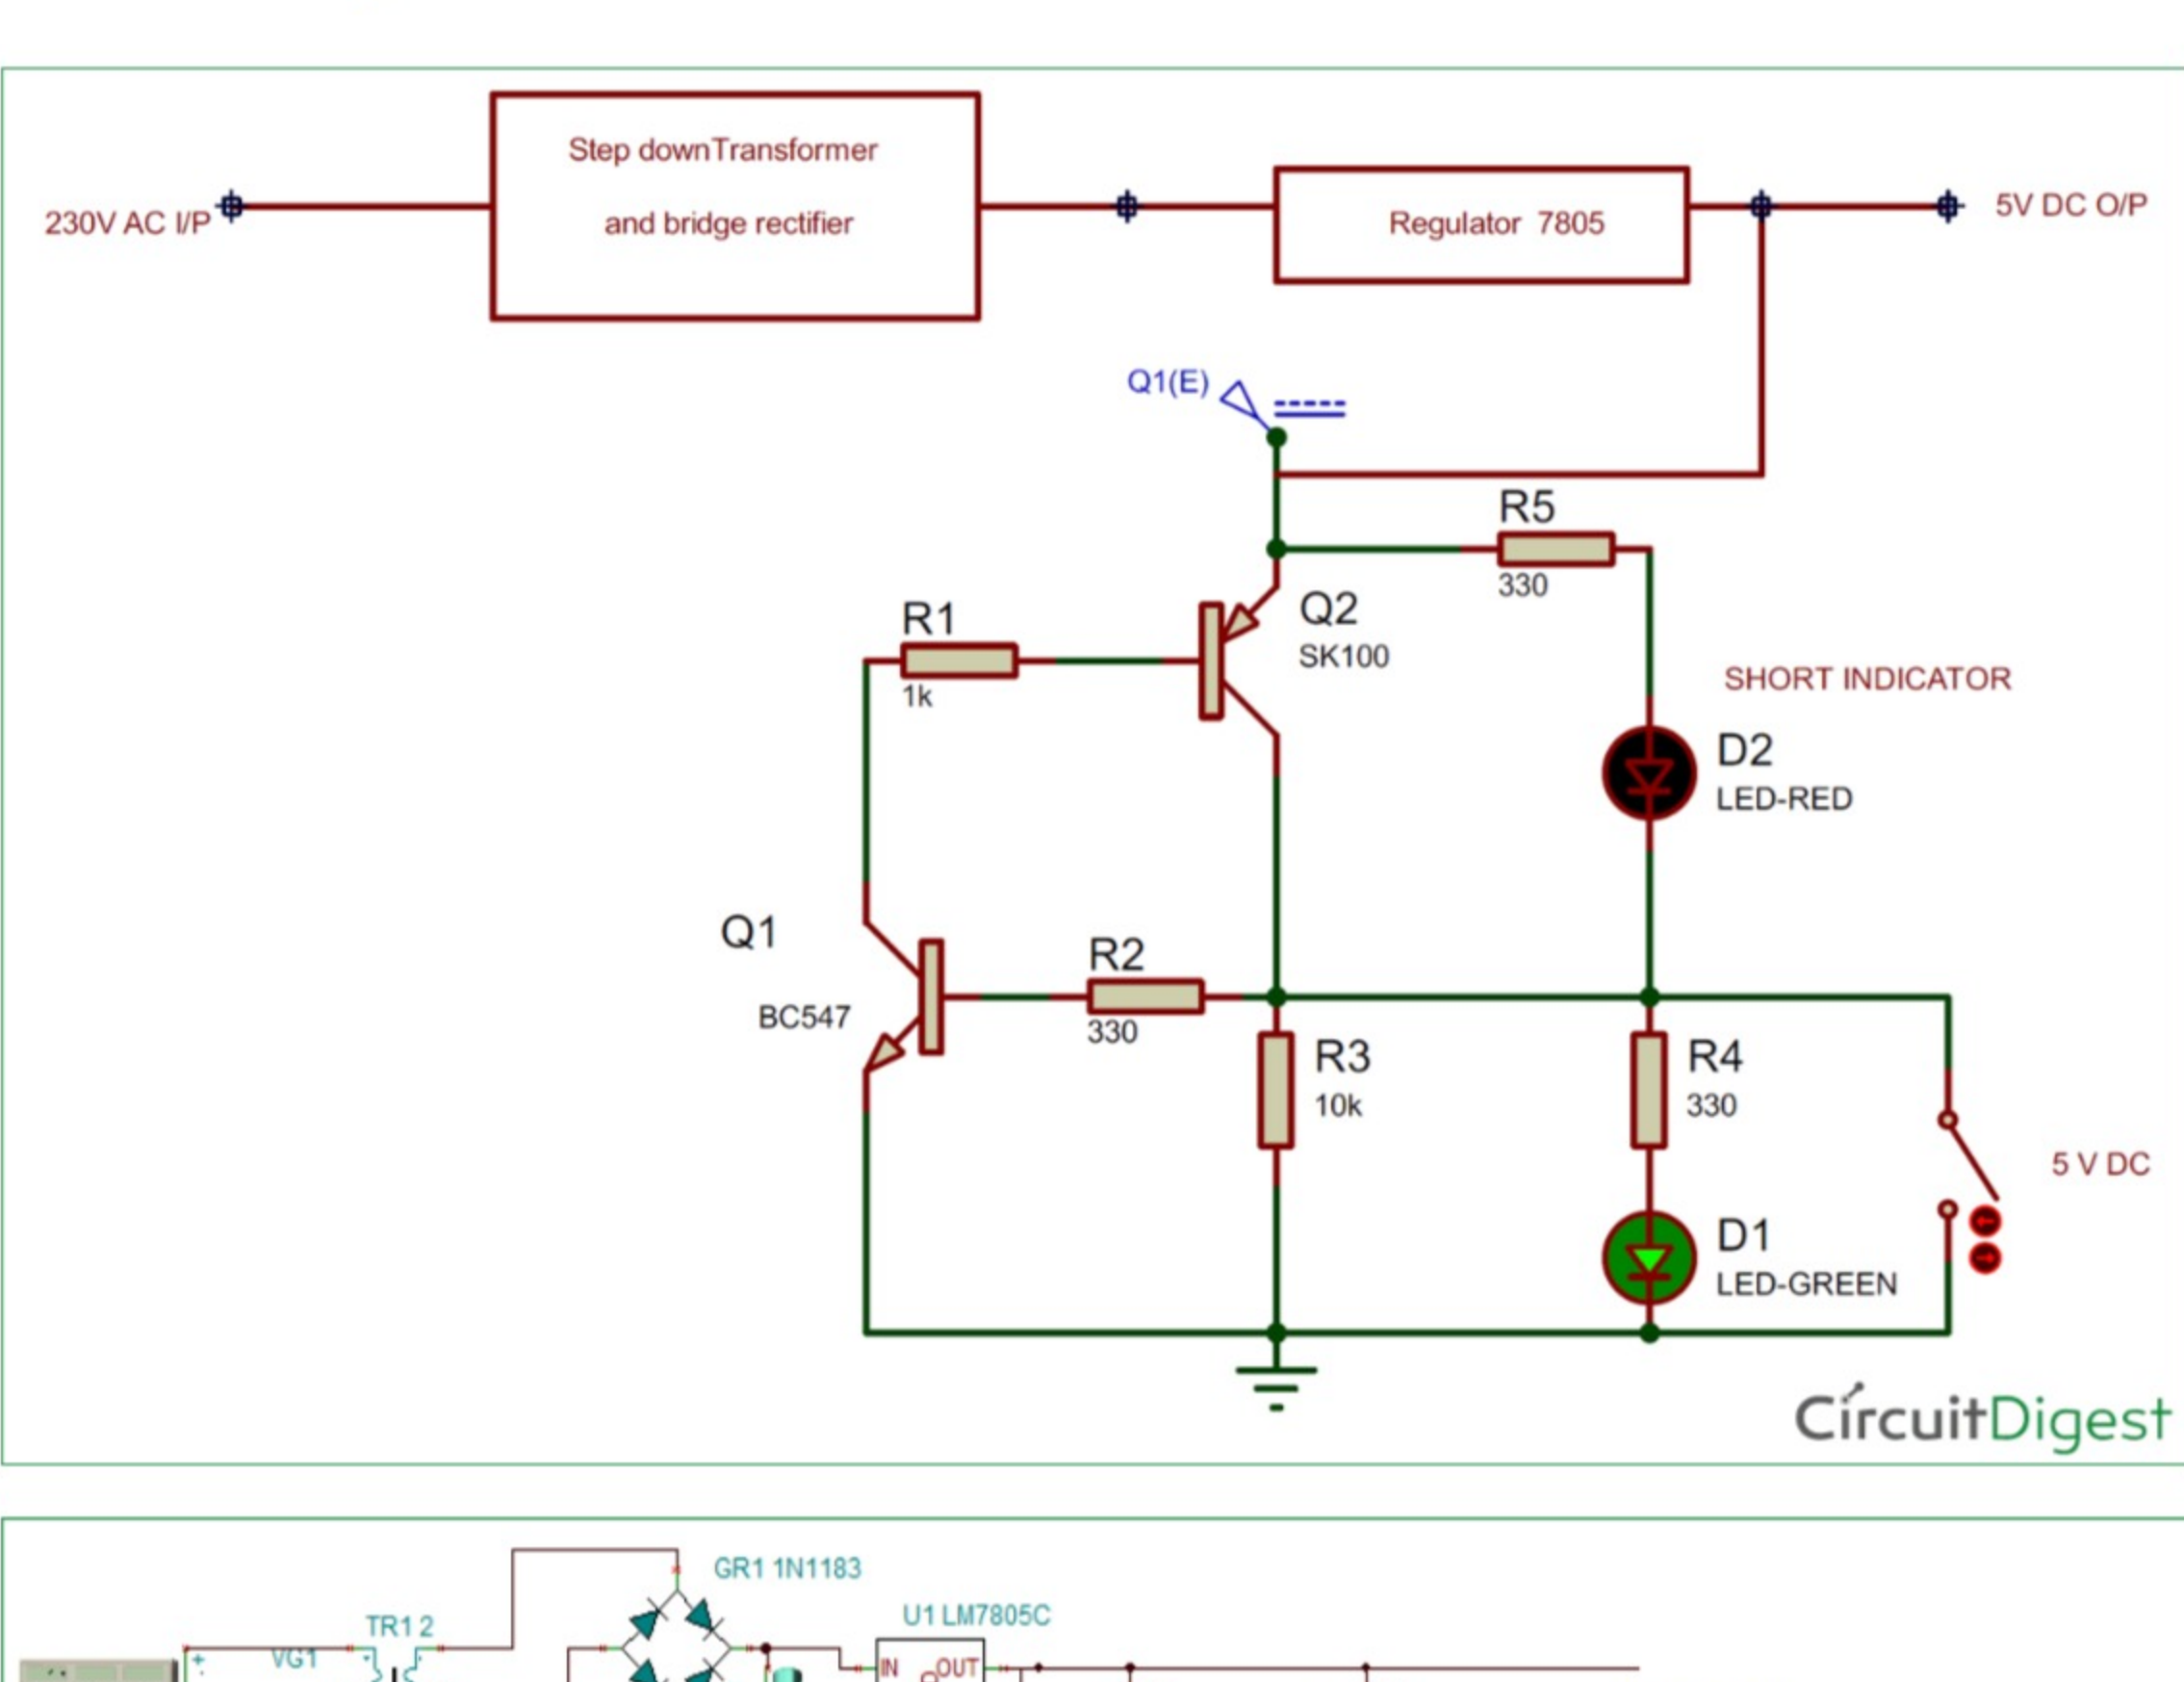 Step downTransformer
and bridge rectifier
230V AC I/P
Regulator 7805
5V DC O/P
Q1(E)
R5
330
Q2
SK100
R1
1k
SHORT INDICATOR
D2
LED-RED
Q1
BC547
R2
330
R3
10k
R4
330
5 V DC
D1
LED-GREEN
CircuitDigest
GR1 1N1183
U1 LM7805C
TR1 2
VG1
+
IN
OUT